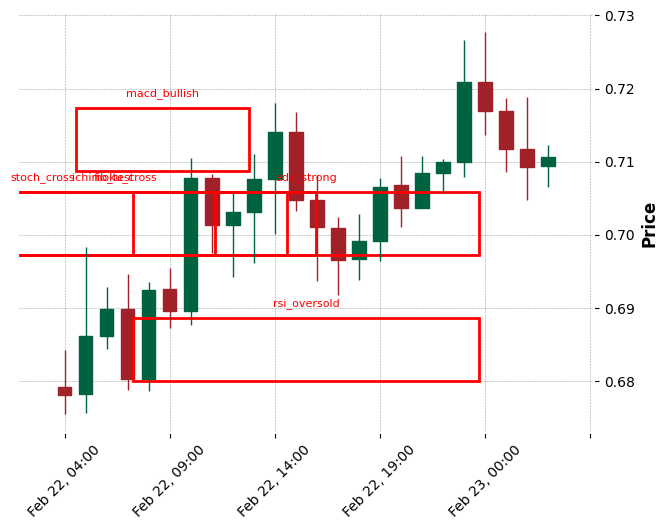 0.73
0.72
macd_bullish
0.71
stoch_cross
adx_strong
0.70
Price
0.69
rsi_oversold
0.68
Feb 22, 04:00
Feb 22, 09:00
Feb 22, 14:00
Feb 22, 19:00
Feb 23, 00:00